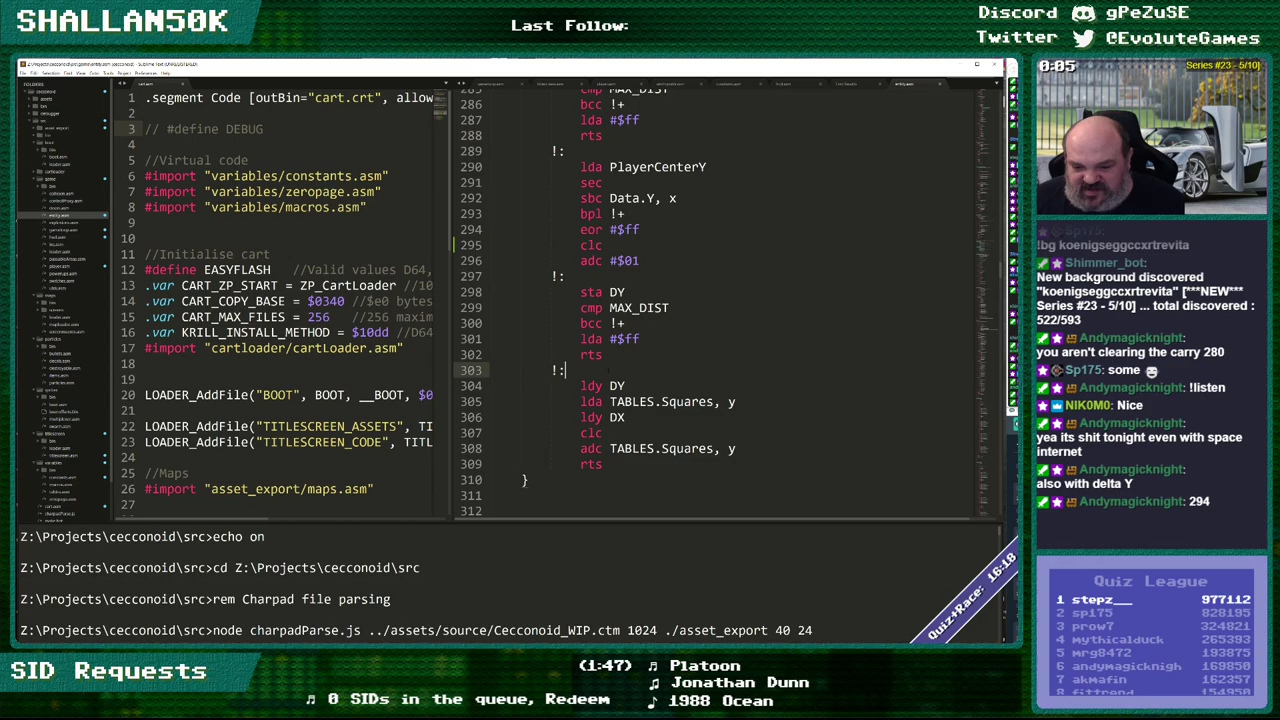 SHALLAN50K
Last Follow:
Discord gPeZuSE
Twitter @EvoluteGames
0:05
Series #23 - 5/10]
1 .segment Code [outBin="cart.crt", allow
2
3 // #define DEBUG
4
5 //Virtual code
6 #import "variables/constants.asm"
7 #import "variables/zeropage.asm"
8 #import "variables/macros.asm"
9
10
11 //Initialise cart
12 #define EASYFLASH //Valid values D64,
13 .var CART_ZP_START = ZP_CartLoader //10
14 .var CART_COPY_BASE = $0340 //5e0 bytes
15 .var CART_MAX_FILES = 256 //256 maxim
16 .var KRILL_INSTALL_METHOD = $10dd //D64
17 #import "cartloader/cartloader.asm"
18
19
20 LOADER_AddFile("BOOT", BOOT.__BOOT, $0
21
22 LOADER_AddFile("TITLESCREEN_ASSETS", TI
23 LOADER_AddFile("TITLESCREEN_CODE", TITL
24
25 //Maps
26 #import "asset_export/maps.asm"
27
cmp MAX_DIST
286 bcc !+
287 lda #$ff
288 rts
289 !:
290 lda PlayerCenterY
291 sec
292 sbc Data.Y, x
293 bpl !+
294 eor #$ff
295 clc
296 adc #$01
297 !:
298 sta DY
299 cmp MAX_DIST
300 bcc !+
301 lda #$ff
302 rts
303 !:
304 ldy DY
305 lda TABLES.Squares, y
306 ldy DX
307 clc
308 adc TABLES.Squares, y
309 rts
310 }
311
312
Z:\Projects\cecconoid\src>echo on
Z:\Projects\cecconoid\src>cd Z:\Projects\cecconoid\src
Z:\Projects\cecconoid\src>rem Charpad file parsing
Z:\Projects\cecconoid\src>node charpadParse.js ../assets/source/Cecconoid_WIP.ctm 1024 ./asset_export 40 24
Quiz+Race: 16:18
Sp175:
!bg koenigseggccxrtrevita
Shimmer_bot:
New background discovered
"koenigseggccxrtrevita" [***NEW***
Series #23 - 5/10] ... total discovered :
522/593
Andymagicknight:
you aren't clearing the carry 280
Sp175: some
Andymagicknight: !listen
NIK0M0: Nice
Andymagicknight:
yea its shit tonight even with space
internet
Andymagicknight:
also with delta Y
Andymagicknight: 294
Quiz League
1 stepz__ 977112
2 sp175 828195
3 prow7 324821
4 mythicalduck 265393
5 mrg8472 193875
6 andymagicknigh 169850
7 akmafin 162357
8 fittrend 154950
SID Requests
(1:47) ♫ Platoon
♫ Jonathan Dunn
♪ 1988 Ocean
♬ 0 SIDs in the queue, Redeem